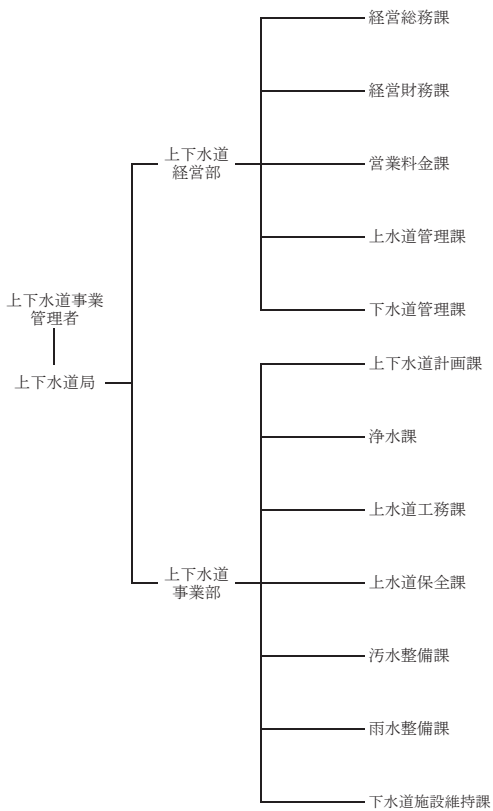 上下水道事業
管理者
上下水道局
上下水道
経営部
経営総務課
経営財務課
営業料金課
上水道管理課
下水道管理課
上下水道
事業部
上下水道計画課
浄水課
上水道工務課
上水道保全課
汚水整備課
雨水整備課
下水道施設維持課